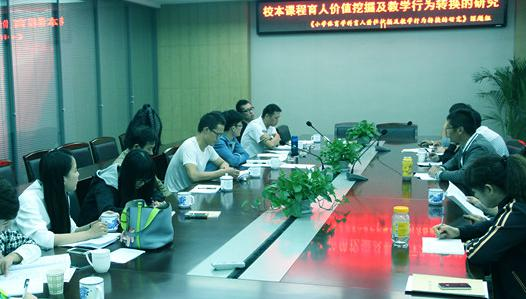 校本课程育人价值挖掘及教学行为转换的研究
《小学体育学科育人价值挖掘及教学行为转换的研究》课题组